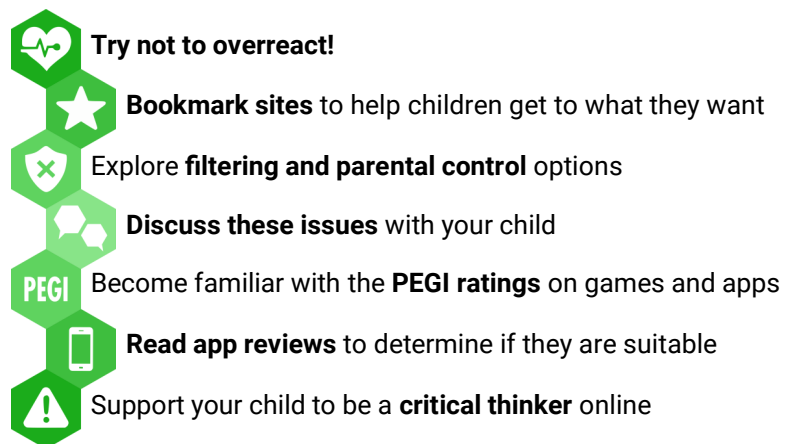 Try not to overreact!
Bookmark sites to help children get to what they want
Explore filtering and parental control options
Discuss these issues with your child
PEGI Become familiar with the PEGI ratings on games and apps
Read app reviews to determine if they are suitable
Support your child to be a critical thinker online